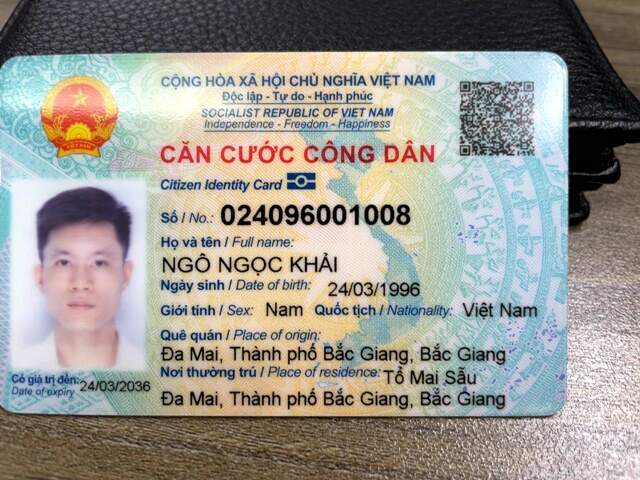 CỘNG HÒA XÃ HỘI CHỦ NGHĨA VIỆT NAM
Độc lập - Tự do - Hạnh phúc
SOCIALIST REPUBLIC OF VIET NAM
Independence - Freedom - Happiness
CĂN CƯỚC CÔNG DÂN
Citizen Identity Card
Số / No.: 024096001008
Họ và tên / Full name:
NGÔ NGỌC KHẢI
Ngày sinh / Date of birth: 24/03/1996
Giới tính / Sex: Nam Quốc tịch / Nationality: Việt Nam
Quê quán / Place of origin:
Đa Mai, Thành phố Bắc Giang, Bắc Giang
Nơi thường trú / Place of residence: Tổ Mai Sẫu
Đa Mai, Thành phố Bắc Giang, Bắc Giang
Có giá trị đến: 24/03/2036
Date of expiry